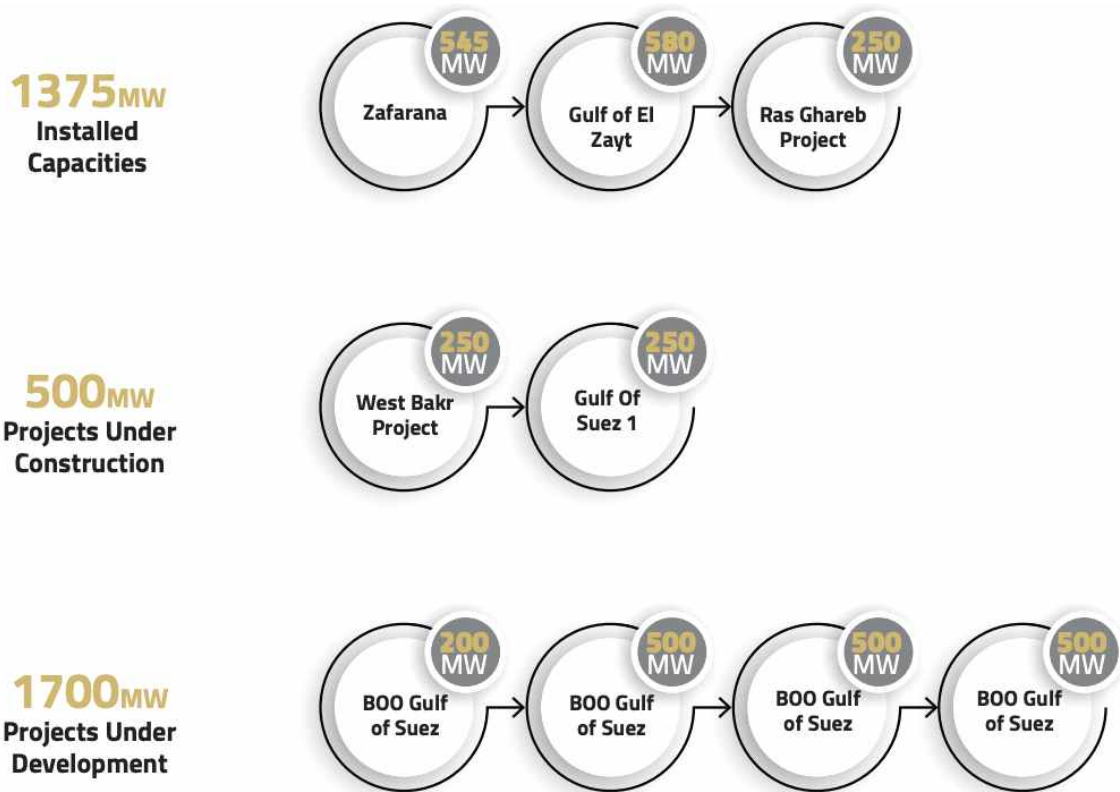 1375MW
Installed
Capacities
545
MW
Zafarana
580
MW
Gulf of El
Zayt
250
MW
Ras Ghareb
Project
500MW
Projects Under
Construction
250
MW
West Bakr
Project
250
MW
Gulf Of
Suez 1
1700MW
Projects Under
Development
200
MW
BOO Gulf
of Suez
500
MW
BOO Gulf
of Suez
500
MW
BOO Gulf
of Suez
500
MW
BOO Gulf
of Suez